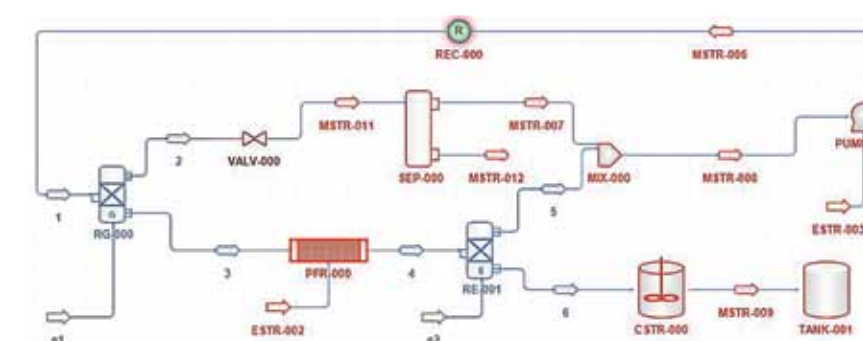 R
REC-000
MSTR-005
MSTR-011
MSTR-007
2
VALV-000
PUM
SEP-000
MSTR-012
MIX-000
MSTR-008
1
5
RG-000
ESTR-003
3
PFR-000
4
RE-001
6
ESTR-002
CSTR-000
MSTR-009
TANK-001